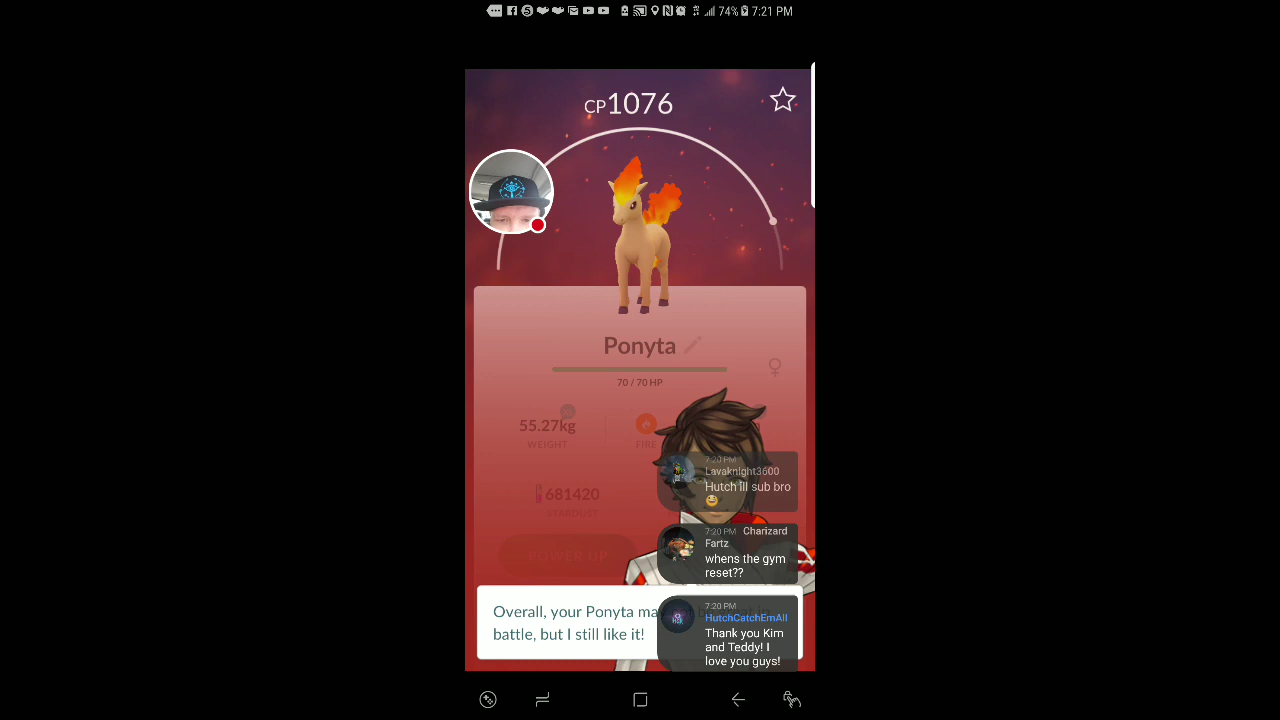 74% 7:21 PM
CP1076
Ponyta
70 / 70 HP
55.27kg
WEIGHT
FIRE
681420
STARDUST
POWER UP
7:20 PM
Lavaknight3600
Hutch ill sub bro
7:20 PM Charizard
Fartz
whens the gym
reset??
Overall, your Ponyta may
battle, but I still like it!
7:20 PM
HutchCatchEmAll
Thank you Kim
and Teddy! I
love you guys!